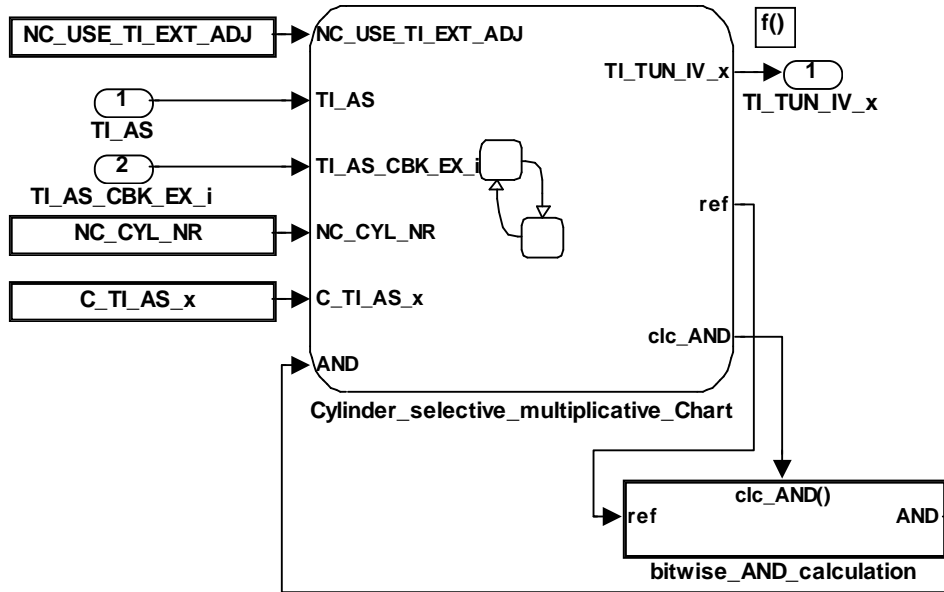 NC_USE_TI_EXT_ADJ
NC_USE_TI_EXT_ADJ
f()
TI_TUN_IV_x
1
TI_TUN_IV_x
1
TI_AS
TI_AS
2
TI_AS_CBK_EX_i
TI_AS_CBK_EX_i
NC_CYL_NR
NC_CYL_NR
ref
C_TI_AS_x
C_TI_AS_x
clc_AND
AND
Cylinder_selective_multiplicative_Chart
clc_AND()
ref
AND
bitwise_AND_calculation